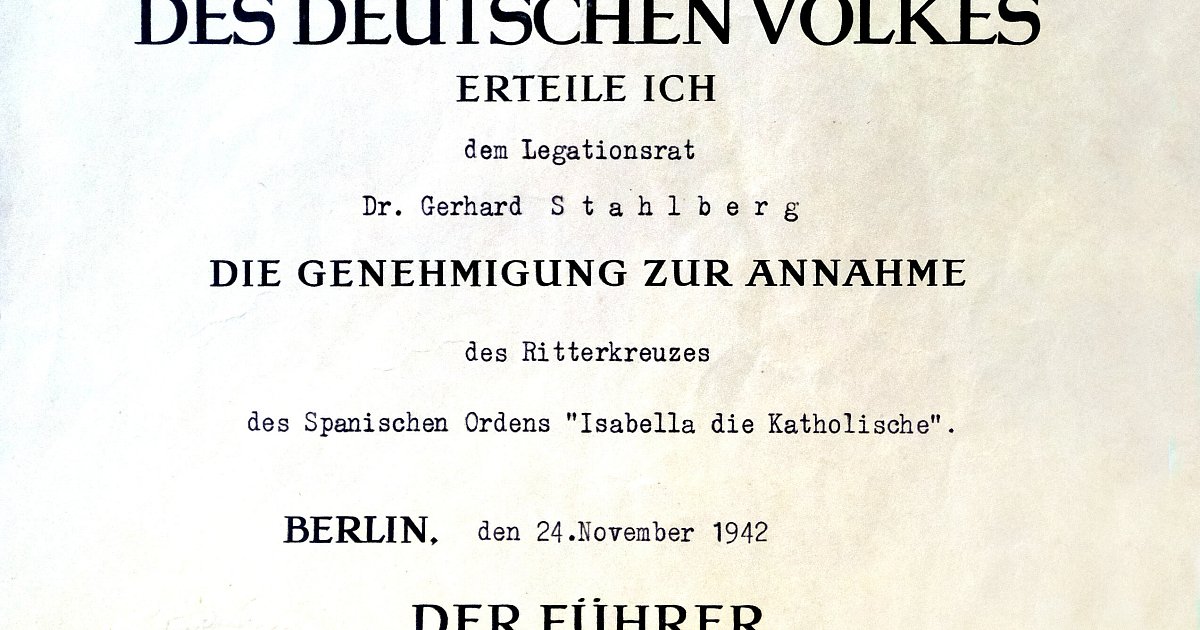 DES DEUTSCHEN VOLKES
ERTEILE ICH
dem Legationsrat
Dr. Gerhard S t a h l b e r g
DIE GENEHMIGUNG ZUR ANNAHME
des Ritterkreuzes
des Spanischen Ordens "Isabella die Katholische".
BERLIN, den 24.November 1942
DER FÜHRER